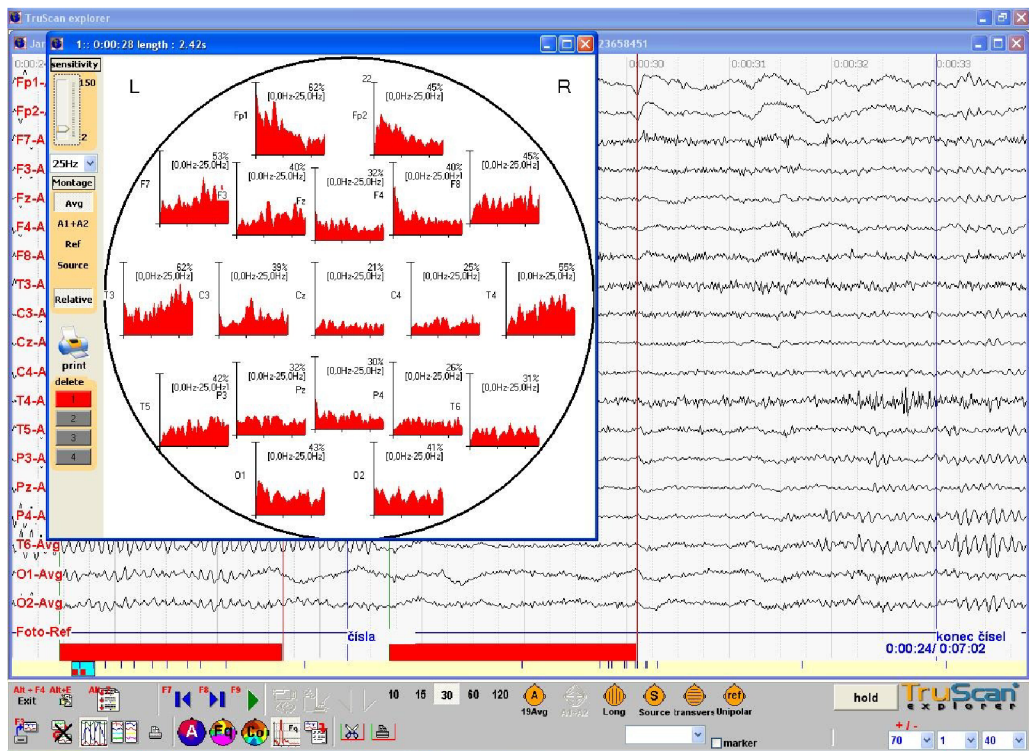 TruScan explorer
Jar
1:: 0:00:28 length : 2.42s
23658451
0:00:2
0:00:30
0:00:31
0:00:32
0:00:33
sensitivity
150
2
25Hz
Montage
Avg
A1+A2
Ref
Source
Relative
print
delete
1
2
3
4
L
R
62%
[0,0Hz-25,0Hz]
Fp1
22
45%
[0,0Hz-25,0Hz]
Fp2
53%
[0,0Hz-25,0Hz]
F7
40%
[0,0Hz-25,0Hz]
F3
32%
[0,0Hz-25,0Hz]
Fz
40%
[0,0Hz-25,0Hz]
F4
45%
[0,0Hz-25,0Hz]
F8
62%
[0,0Hz-25,0Hz]
T3
39%
[0,0Hz-25,0Hz]
C3
21%
[0,0Hz-25,0Hz]
Cz
25%
[0,0Hz-25,0Hz]
C4
55%
[0,0Hz-25,0Hz]
T4
42%
[0,0Hz-25,0Hz]
T5
32%
[0,0Hz-25,0Hz]
P3
30%
[0,0Hz-25,0Hz]
Pz
26%
[0,0Hz-25,0Hz]
P4
31%
[0,0Hz-25,0Hz]
T6
43%
[0,0Hz-25,0Hz]
O1
41%
[0,0Hz-25,0Hz]
O2
Fp1-
Fp2-
F7-A
F3-A
Fz-A
F4-A
F8-A
T3-A
C3-A
Cz-A
C4-A
T4-A
T5-A
P3-A
Pz-A
P4-A
T6-Avg
O1-Avg
O2-Avg
Foto-Ref
čísla
konec čísel
0:00:24/ 0:07:02
Alt + F4
Exit
Alt+E
F7
F8
F9
10
15
30
60
120
A
19Avg
Long
S
Source
transvers
ref
Unipolar
hold
TruScan
explorer
F3
A
Fq
Co
Fq
marker
+ / -
70
1
40